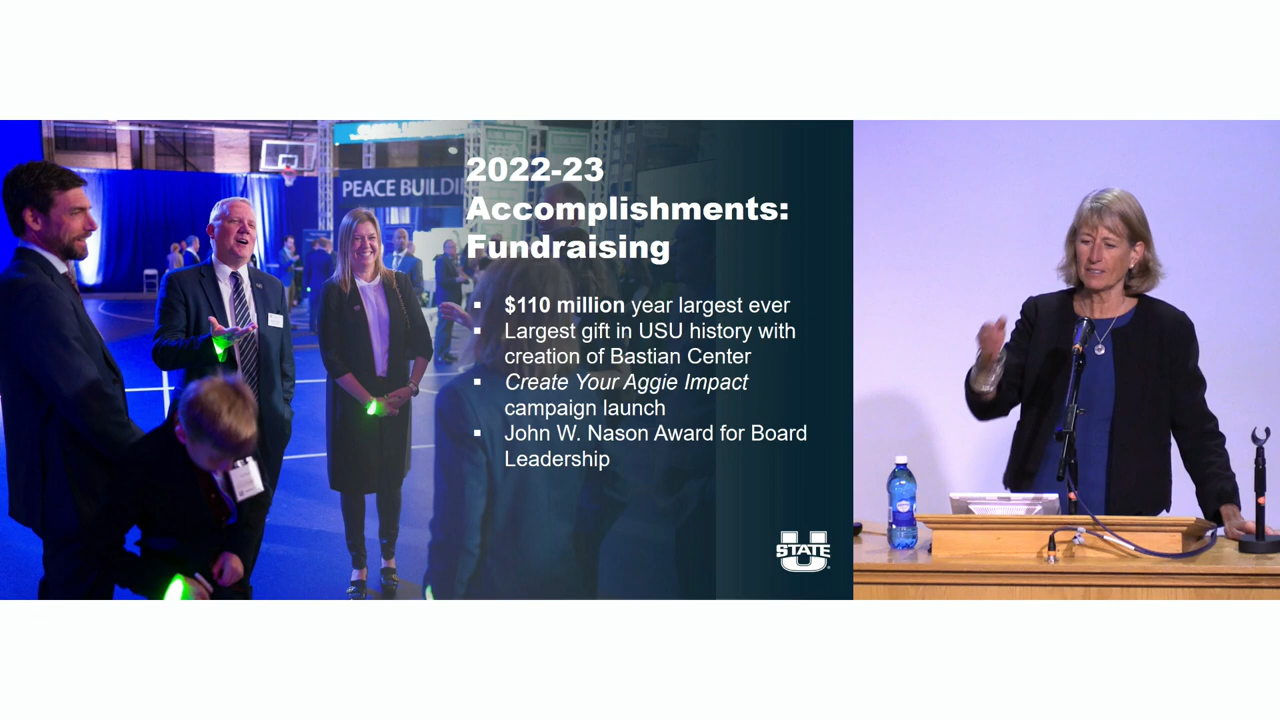 PEACE BUILDI
2022-23
Accomplishments:
Fundraising
▪ $110 million year largest ever
▪ Largest gift in USU history with
creation of Bastian Center
▪ Create Your Aggie Impact
campaign launch
▪ John W. Nason Award for Board
Leadership
U STATE